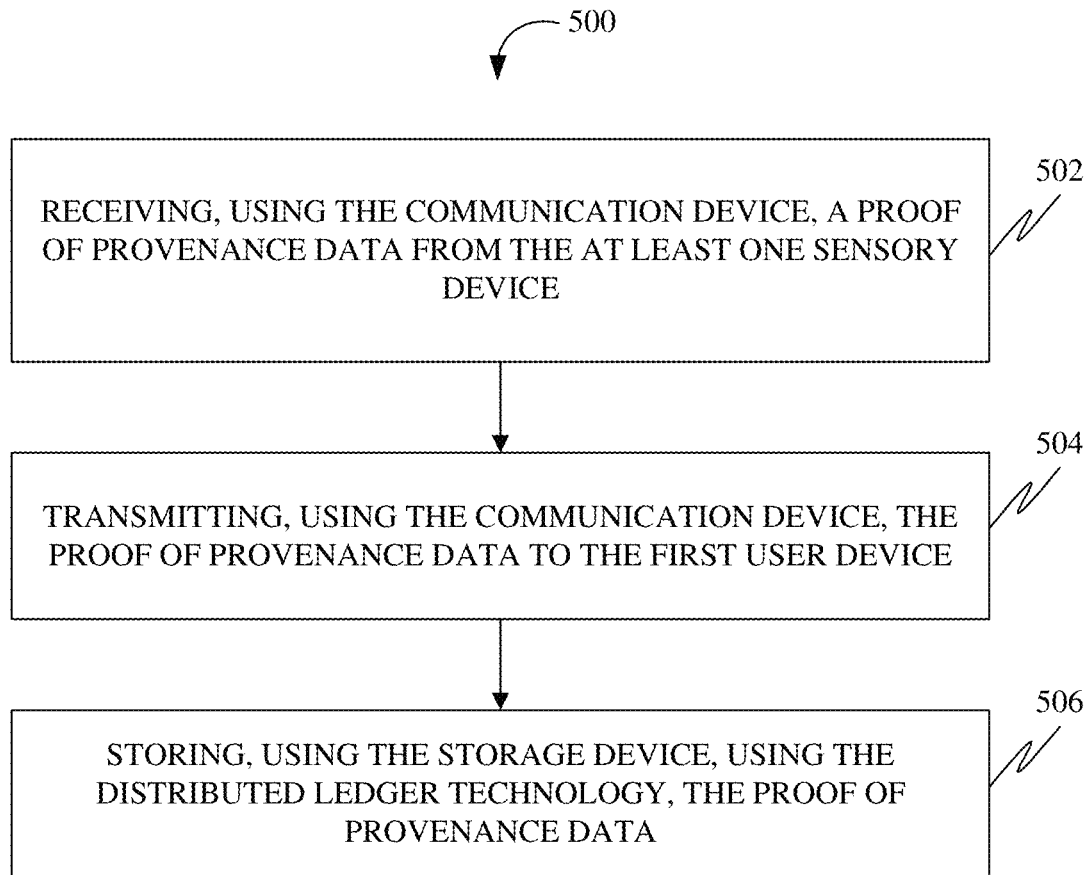 500
502
RECEIVING, USING THE COMMUNICATION DEVICE, A PROOF
OF PROVENANCE DATA FROM THE AT LEAST ONE SENSORY
DEVICE
504
TRANSMITTING, USING THE COMMUNICATION DEVICE, THE
PROOF OF PROVENANCE DATA TO THE FIRST USER DEVICE
506
STORING, USING THE STORAGE DEVICE, USING THE
DISTRIBUTED LEDGER TECHNOLOGY, THE PROOF OF
PROVENANCE DATA